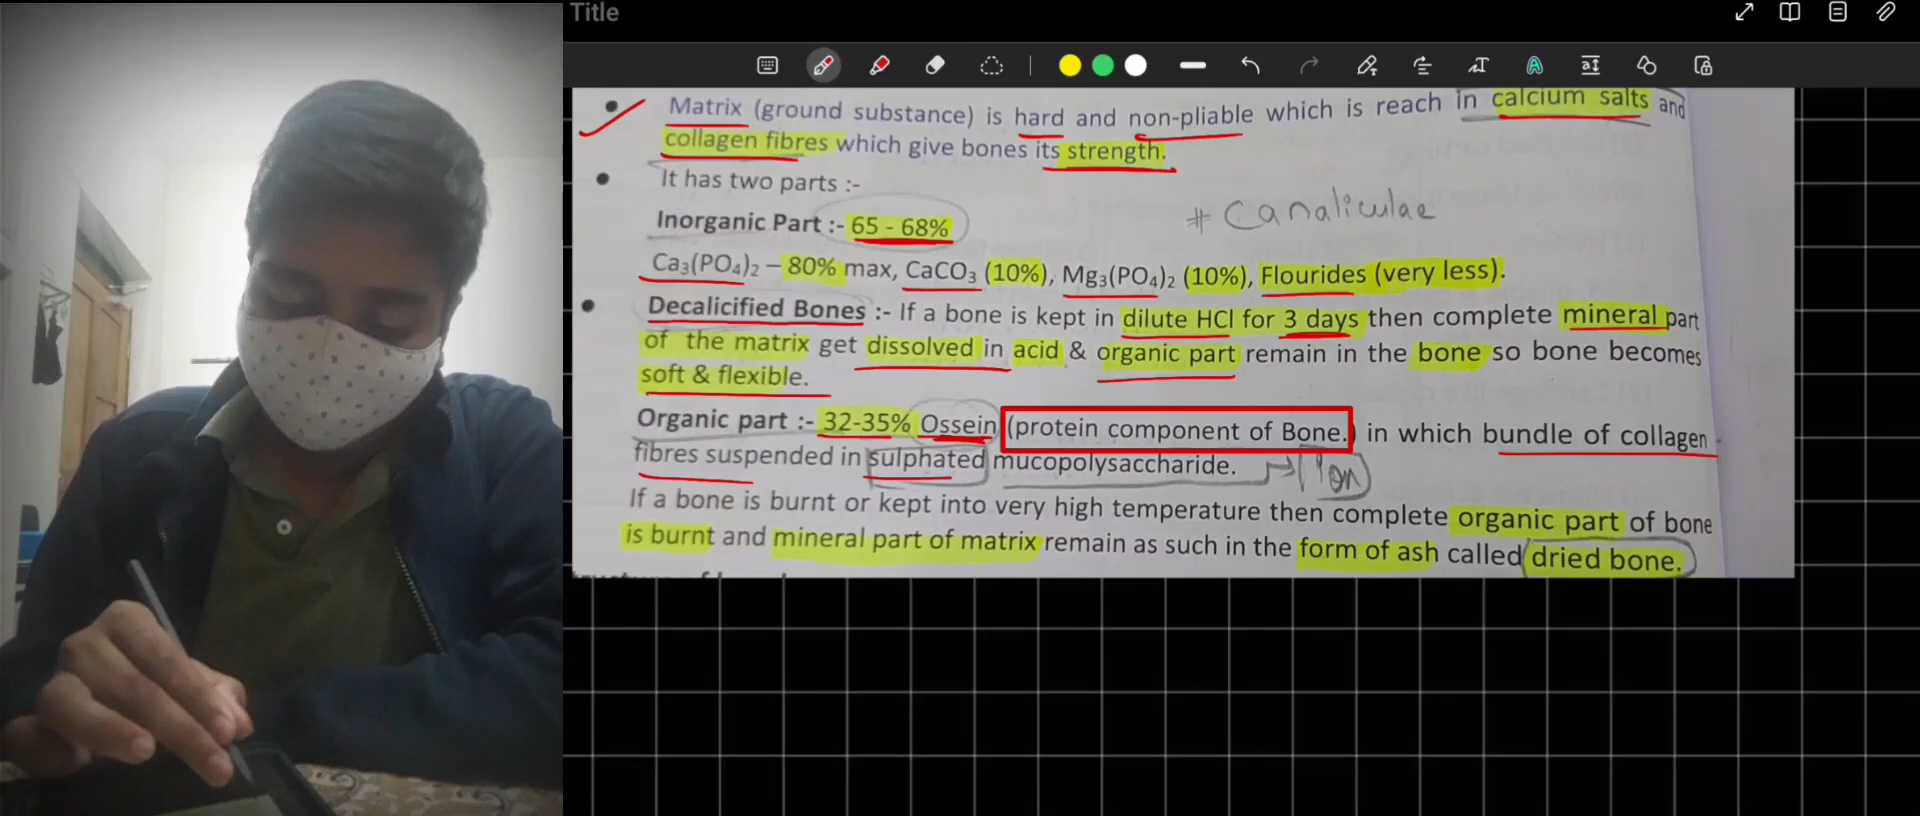 Title
Matrix (ground substance) is hard and non-pliable which is reach in calcium salts and
collagen fibres which give bones its strength.
It has two parts :-
Inorganic Part :- 65 - 68%
# Canaliculae
Ca₃(PO₄)₂ – 80% max, CaCO₃ (10%), Mg₃(PO₄)₂ (10%), Flourides (very less).
Decalicified Bones :- If a bone is kept in dilute HCl for 3 days then complete mineral part
of the matrix get dissolved in acid & organic part remain in the bone so bone becomes
soft & flexible.
Organic part :- 32-35% Ossein (protein component of Bone.) in which bundle of collagen
fibres suspended in sulphated mucopolysaccharide.
If a bone is burnt or kept into very high temperature then complete organic part of bone
is burnt and mineral part of matrix remain as such in the form of ash called dried bone.